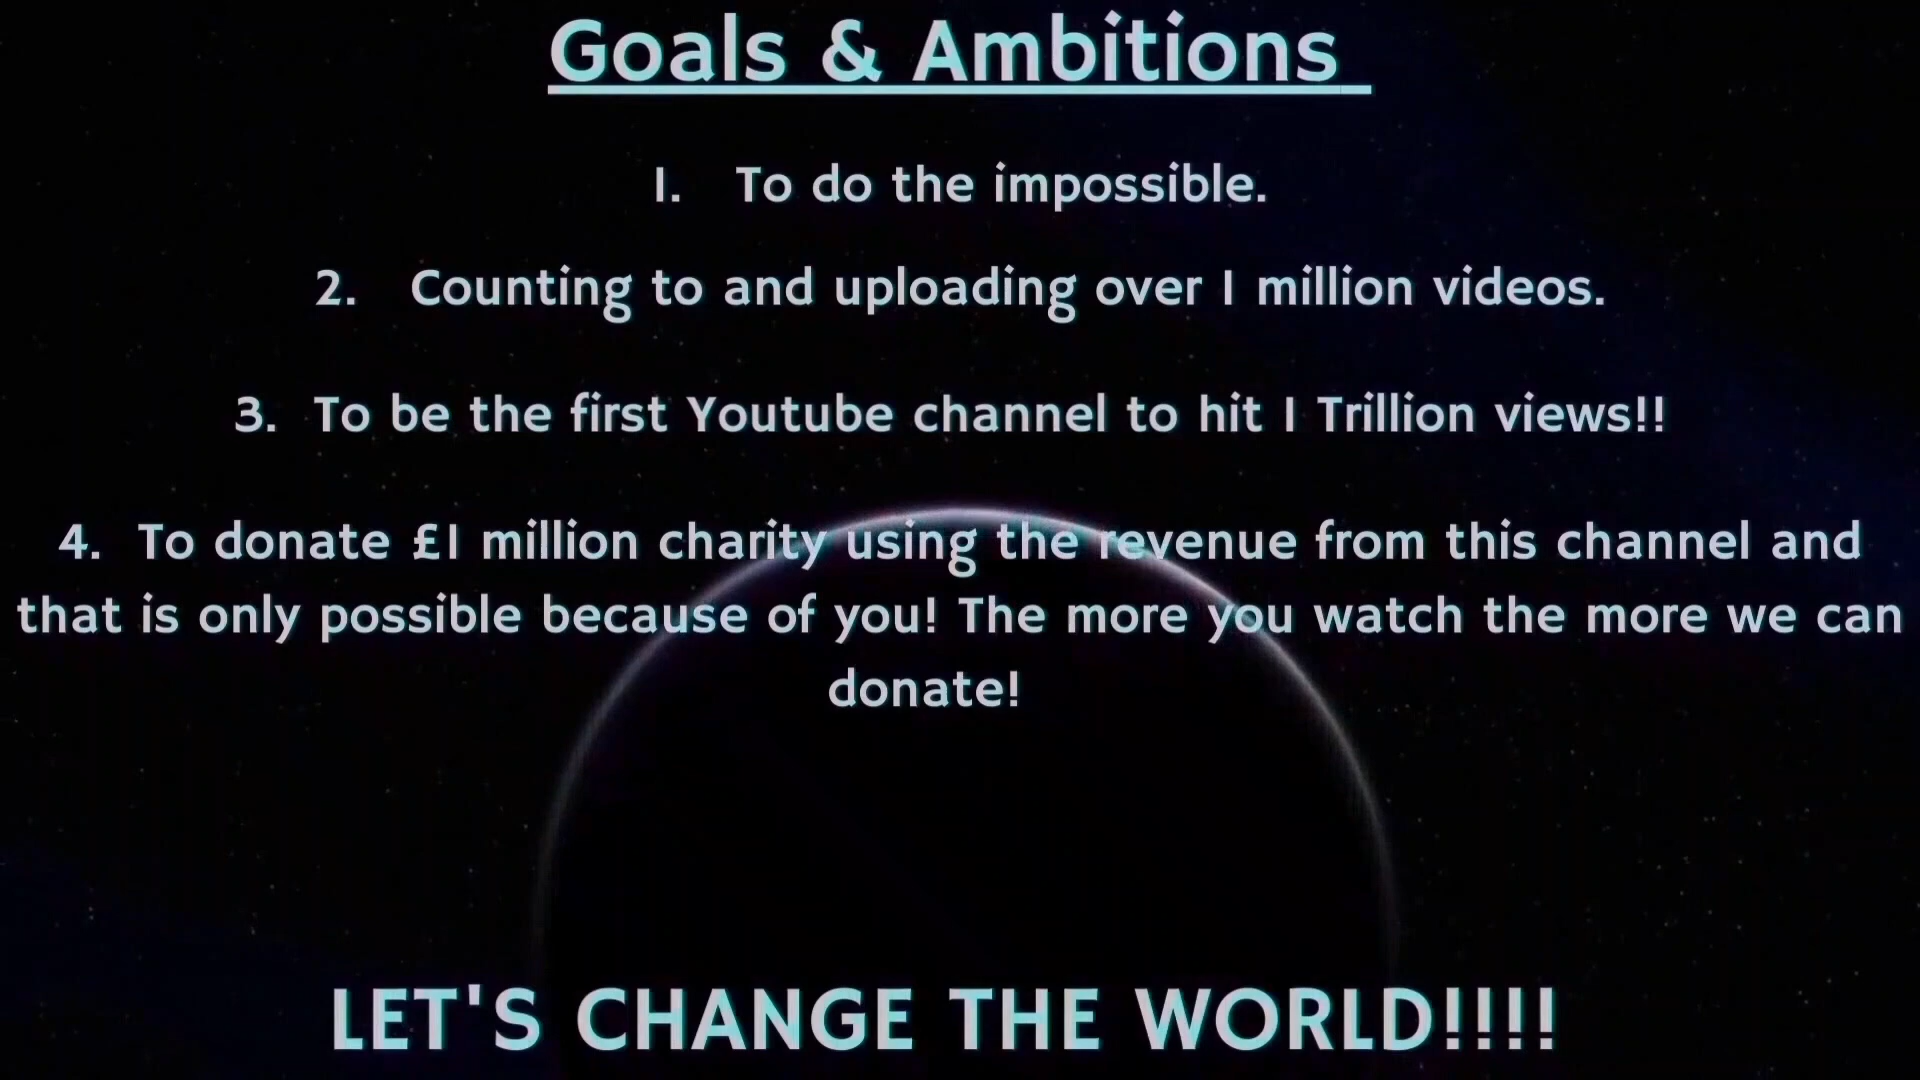 Goals & Ambitions
1. To do the impossible.
2. Counting to and uploading over 1 million videos.
3. To be the first Youtube channel to hit 1 Trillion views!!
4. To donate £1 million charity using the revenue from this channel and
that is only possible because of you! The more you watch the more we can
donate!
LET'S CHANGE THE WORLD!!!!